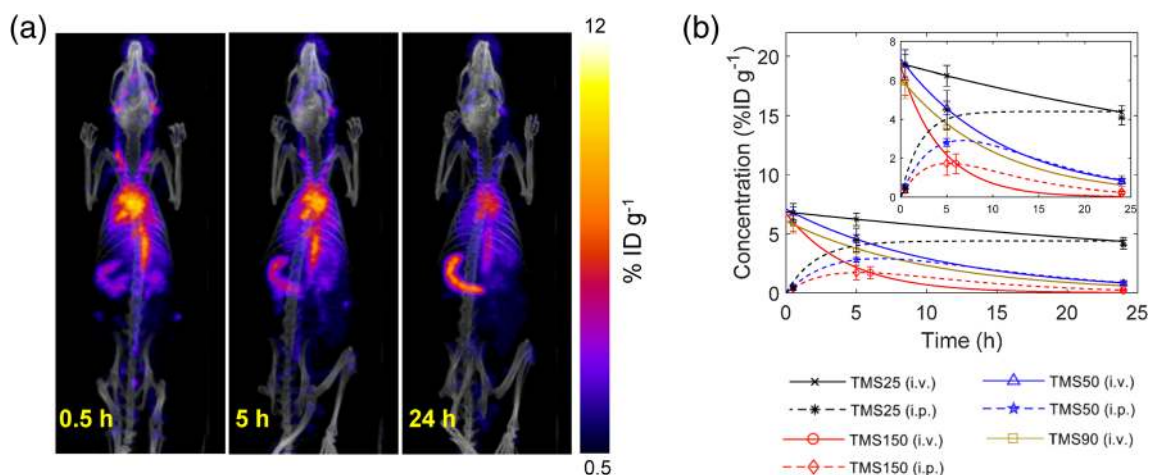 (a)
0.5 h
5 h
24 h
12
% ID g-1
0.5
(b)
Concentration (%ID g-1)
20
15
10
5
0
0 5 10 15 20 25
Time (h)
8
6
4
2
0
0 5 10 15 20 25
TMS25 (i.v.)
TMS25 (i.p.)
TMS150 (i.v.)
TMS150 (i.p.)
TMS50 (i.v.)
TMS50 (i.p.)
TMS90 (i.v.)